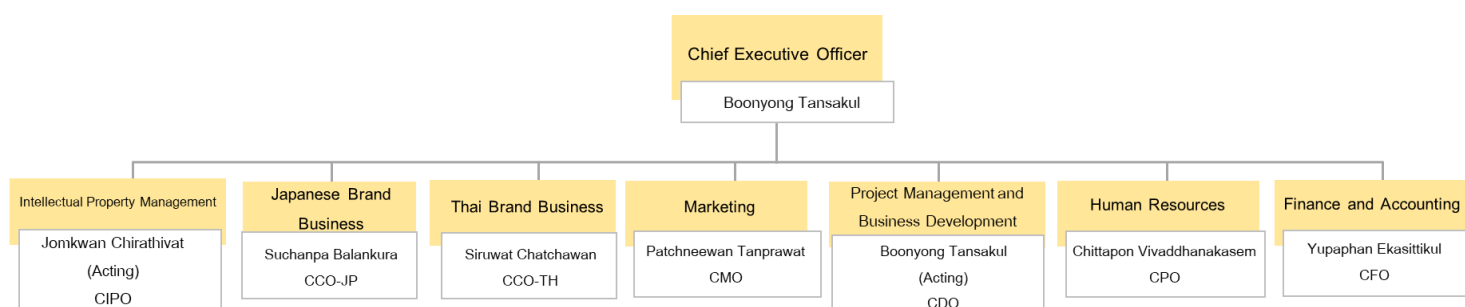 Chief Executive Officer
Boonyong Tansakul
Intellectual Property Management
Jomkwan Chirathivat
(Acting)
CIPO
Japanese Brand
Business
Suchanpa Balankura
CCO-JP
Thai Brand Business
Siruwat Chatchawan
CCO-TH
Marketing
Patchneewan Tanprawat
CMO
Project Management and
Business Development
Boonyong Tansakul
(Acting)
CDO
Human Resources
Chittapon Vivaddhanakasem
CPO
Finance and Accounting
Yupaphan Ekasittikul
CFO